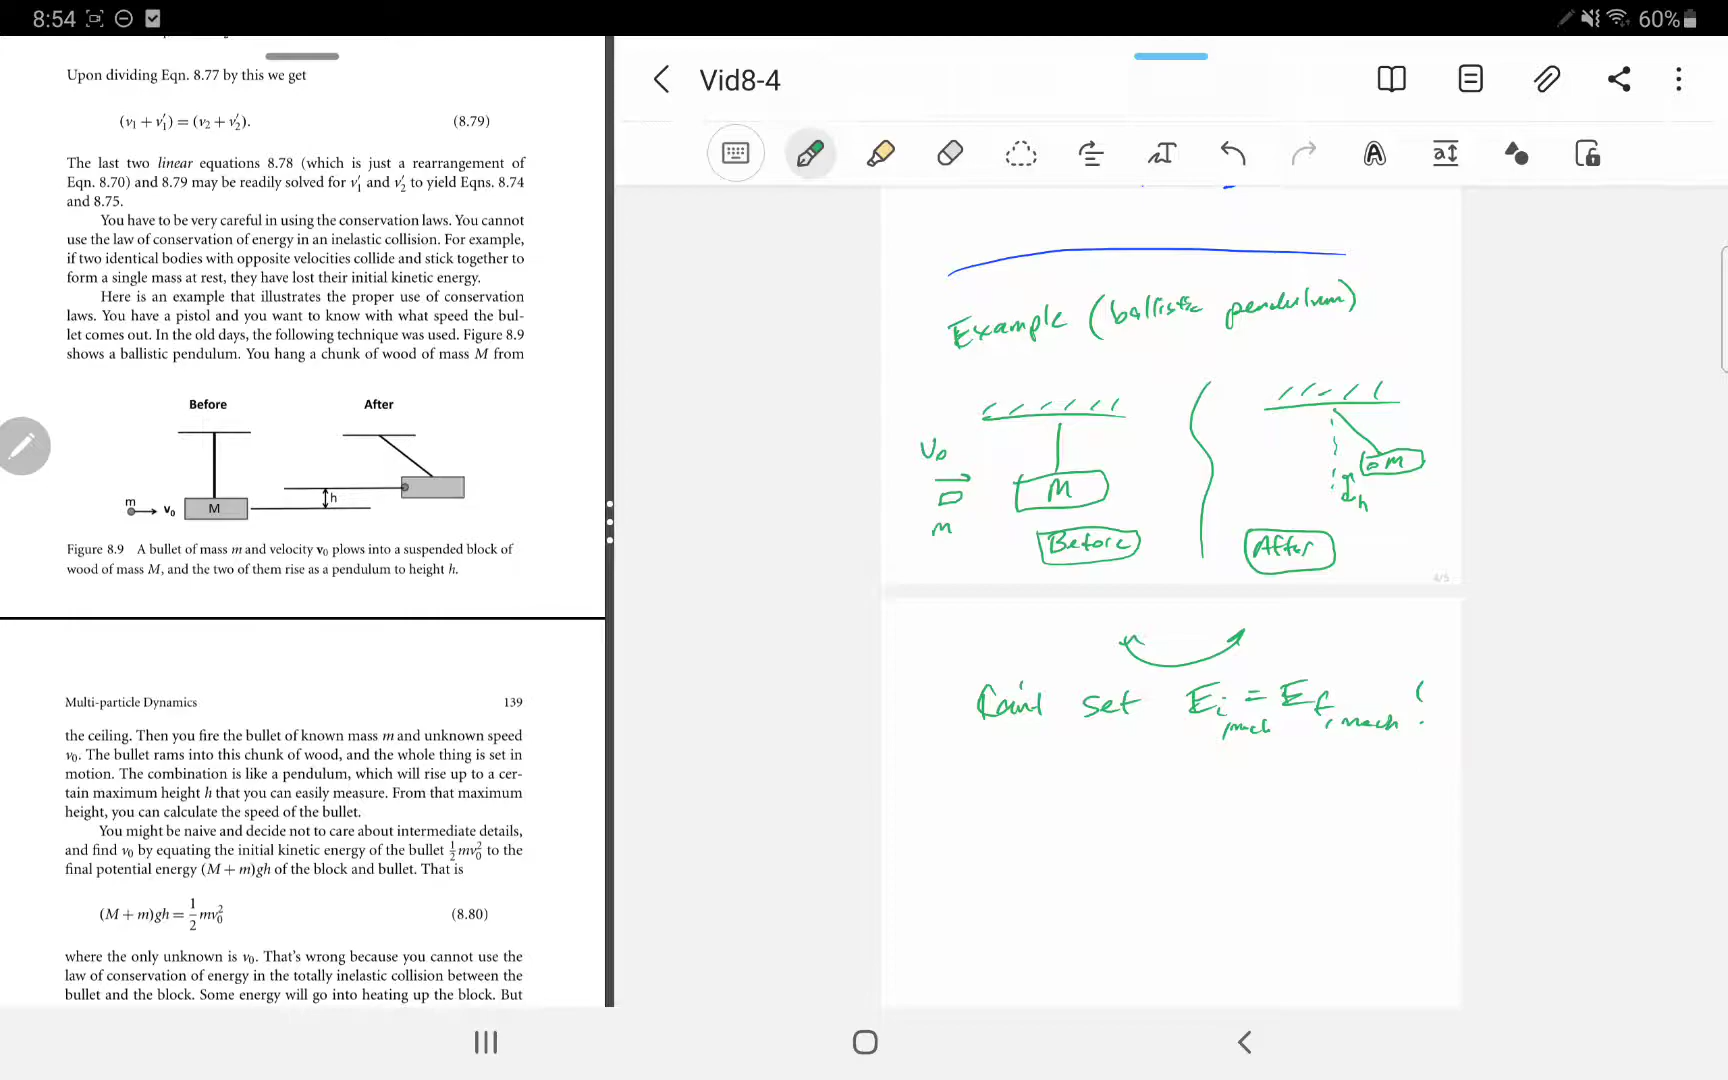 8:54
60%
Upon dividing Eqn. 8.77 by this we get
(v₁ + v₁′) = (v₂ + v₂′). (8.79)
The last two linear equations 8.78 (which is just a rearrangement of
Eqn. 8.70) and 8.79 may be readily solved for v₁′ and v₂′ to yield Eqns. 8.74
and 8.75.
You have to be very careful in using the conservation laws. You cannot
use the law of conservation of energy in an inelastic collision. For example,
if two identical bodies with opposite velocities collide and stick together to
form a single mass at rest, they have lost their initial kinetic energy.
Here is an example that illustrates the proper use of conservation
laws. You have a pistol and you want to know with what speed the bul-
let comes out. In the old days, the following technique was used. Figure 8.9
shows a ballistic pendulum. You hang a chunk of wood of mass M from
Before After
h
m v₀ M
Figure 8.9 A bullet of mass m and velocity v₀ plows into a suspended block of
wood of mass M, and the two of them rise as a pendulum to height h.
Multi-particle Dynamics 139
the ceiling. Then you fire the bullet of known mass m and unknown speed
v₀. The bullet rams into this chunk of wood, and the whole thing is set in
motion. The combination is like a pendulum, which will rise up to a cer-
tain maximum height h that you can easily measure. From that maximum
height, you can calculate the speed of the bullet.
You might be naive and decide not to care about intermediate details,
and find v₀ by equating the initial kinetic energy of the bullet ½mv₀² to the
final potential energy (M + m)gh of the block and bullet. That is
(M + m)gh = ½mv₀² (8.80)
where the only unknown is v₀. That's wrong because you cannot use the
law of conservation of energy in the totally inelastic collision between the
bullet and the block. Some energy will go into heating up the block. But
Vid8-4
Example (ballistic pendulum)
v₀
M
M
h
m
Before
After
4/5
set E_i = E_f, mach !